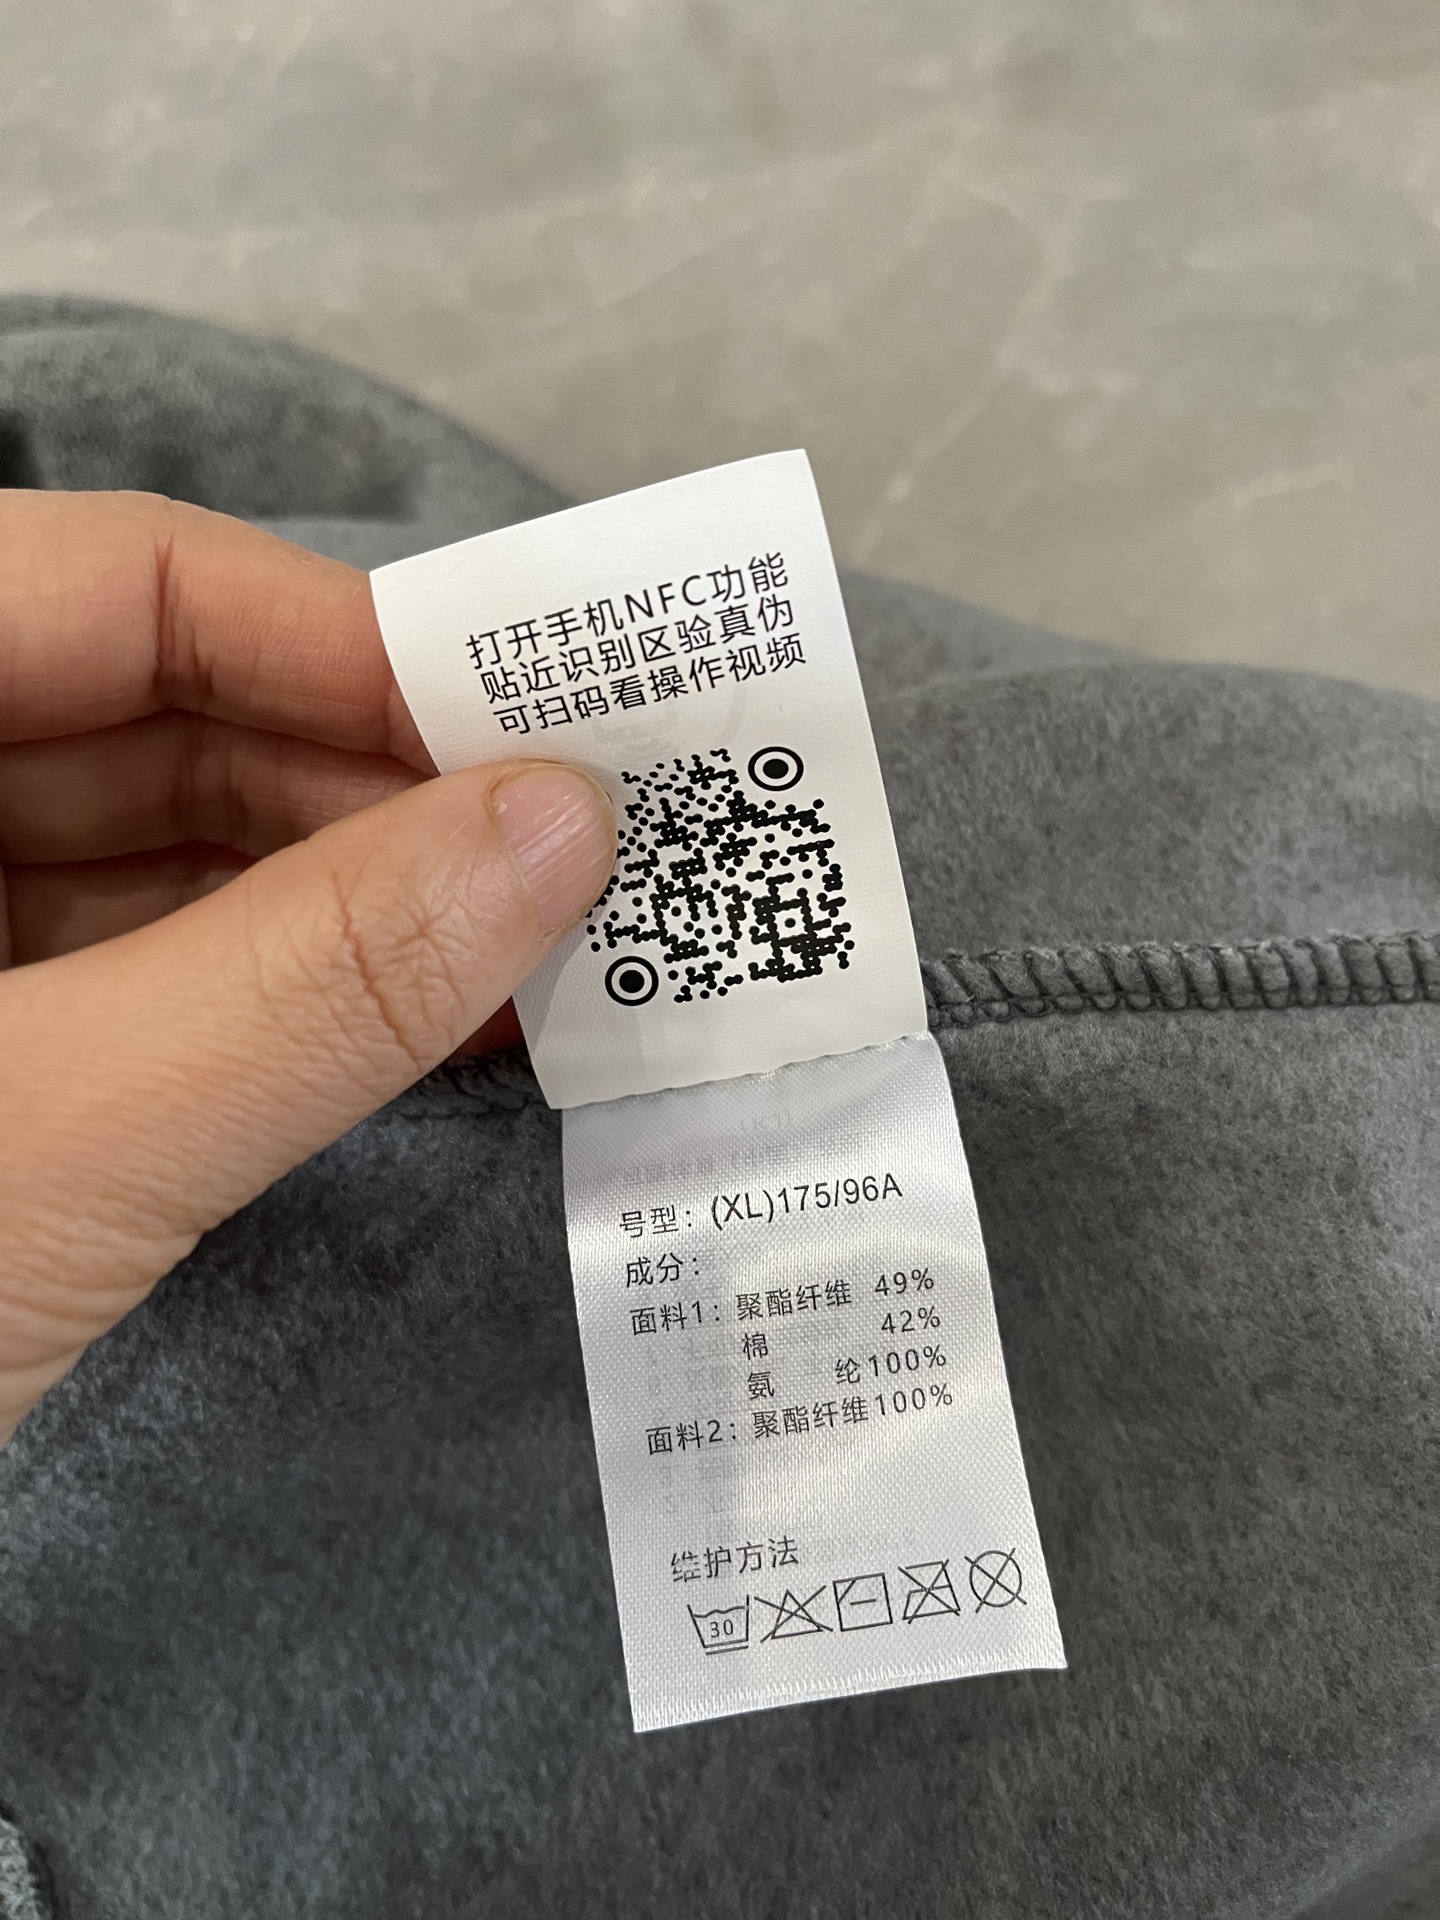 打开手机NFC功能
贴近识别区验真伪
可扫码看操作视频
号型：(XL)175/96A
成分：
面料1：聚酯纤维 49%
棉 42%
氨 纶100%
面料2：聚酯纤维100%
维护方法
30